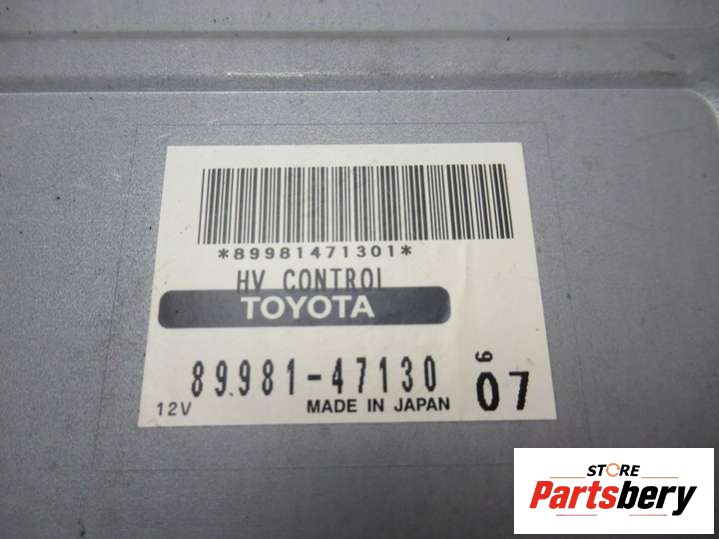 *89981471301*
HV CONTROL
TOYOTA
89981-47130
12V
MADE IN JAPAN
07
STORE
Partsbery